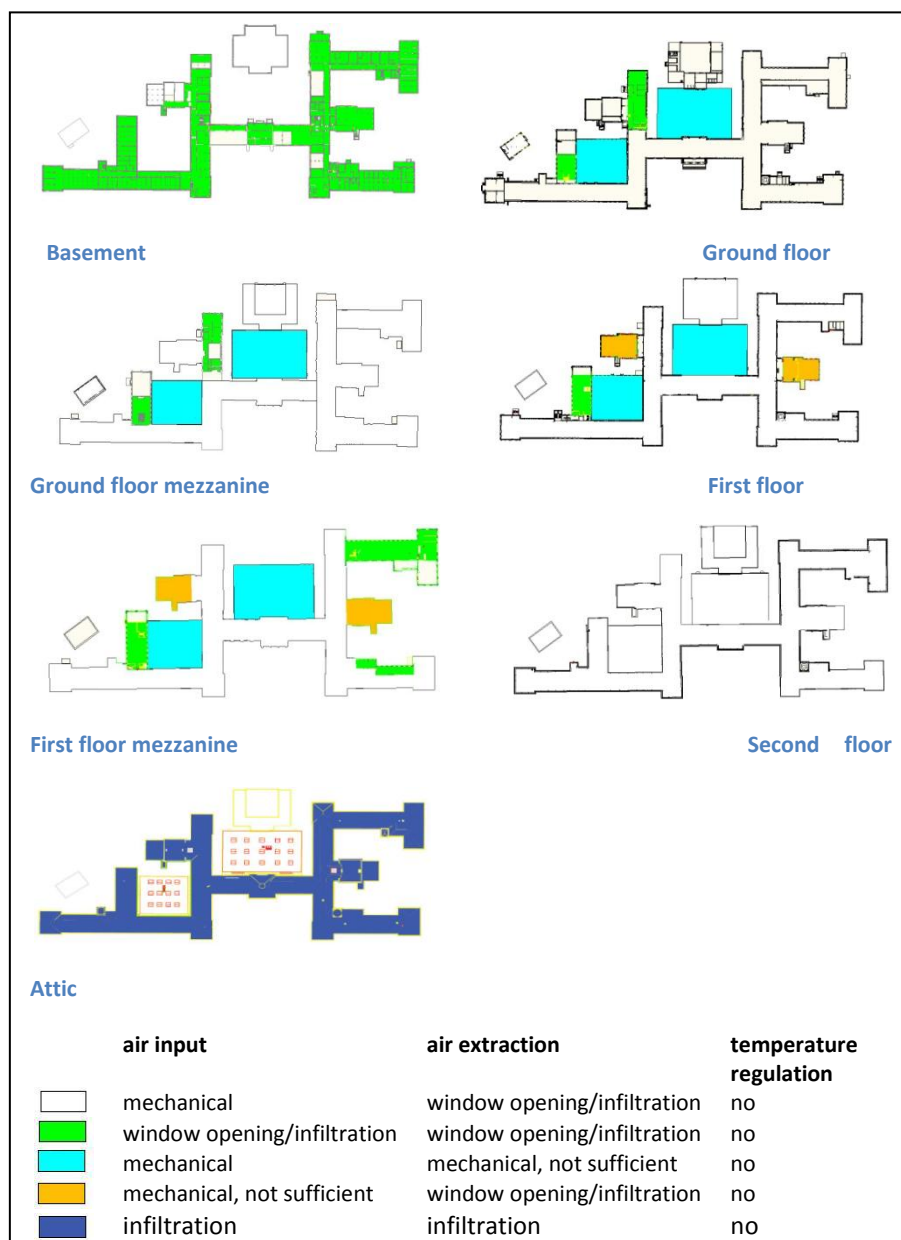 Basement Ground floor
Ground floor mezzanine First floor
First floor mezzanine Second floor
Attic
air input air extraction temperature
regulation
mechanical window opening/infiltration no
window opening/infiltration window opening/infiltration no
mechanical mechanical, not sufficient no
mechanical, not sufficient window opening/infiltration no
infiltration infiltration no